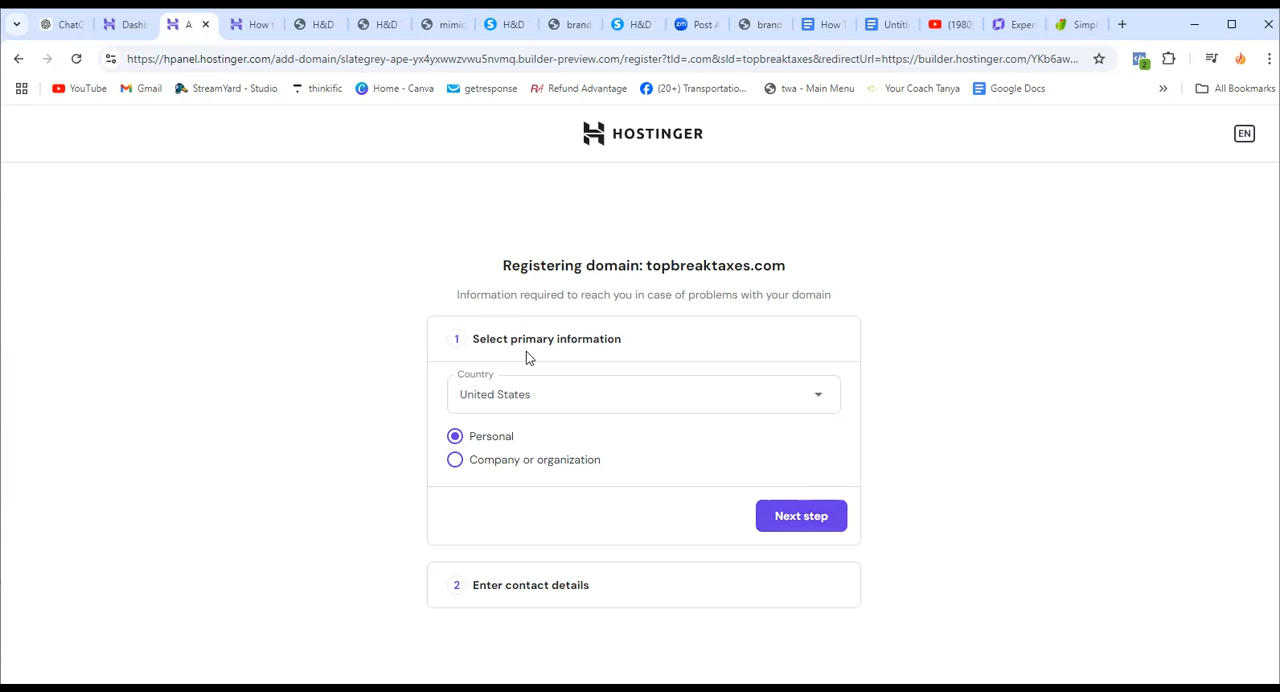 ChatG
Dashb
A
How t
H&D
H&D
mimic
H&D
brand
H&D
Post A
brand
How T
Untitl
(1980)
Exper
Simpl
https://hpanel.hostinger.com/add-domain/slategrey-ape-yx4ywwzvwu5nvmq.builder-preview.com/register?tld=.com&sld=topbreaktaxes&redirectUrl=https://builder.hostinger.com/YKb6aw...
2
YouTube
Gmail
StreamYard - Studio
thinkific
Home - Canva
getresponse
RA Refund Advantage
(20+) Transportatio...
twa - Main Menu
Your Coach Tanya
Google Docs
All Bookmarks
HOSTINGER
EN
Registering domain: topbreaktaxes.com
Information required to reach you in case of problems with your domain
1 Select primary information
Country
United States
Personal
Company or organization
Next step
2 Enter contact details